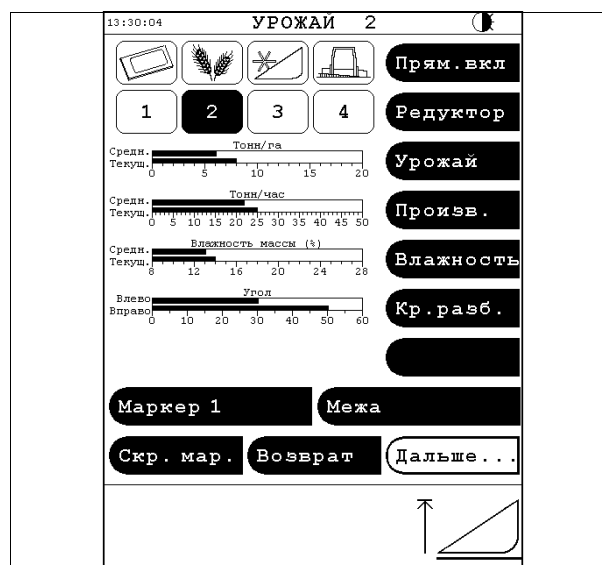 13:30:04 УРОЖАЙ 2
Прям.вкл
1 2 3 4
Редуктор
Тонн/га
Средн.
Текущ.
0 5 10 15 20
Урожай
Тонн/час
Средн.
Текущ.
0 5 10 15 20 25 30 35 40 45 50
Произв.
Влажность массы (%)
Средн.
Текущ.
8 12 16 20 24 28
Влажность
Угол
Влево
Вправо
0 10 20 30 40 50 60
Кр.разб.
Маркер 1 Межа
Скр. мар. Возврат Дальше...